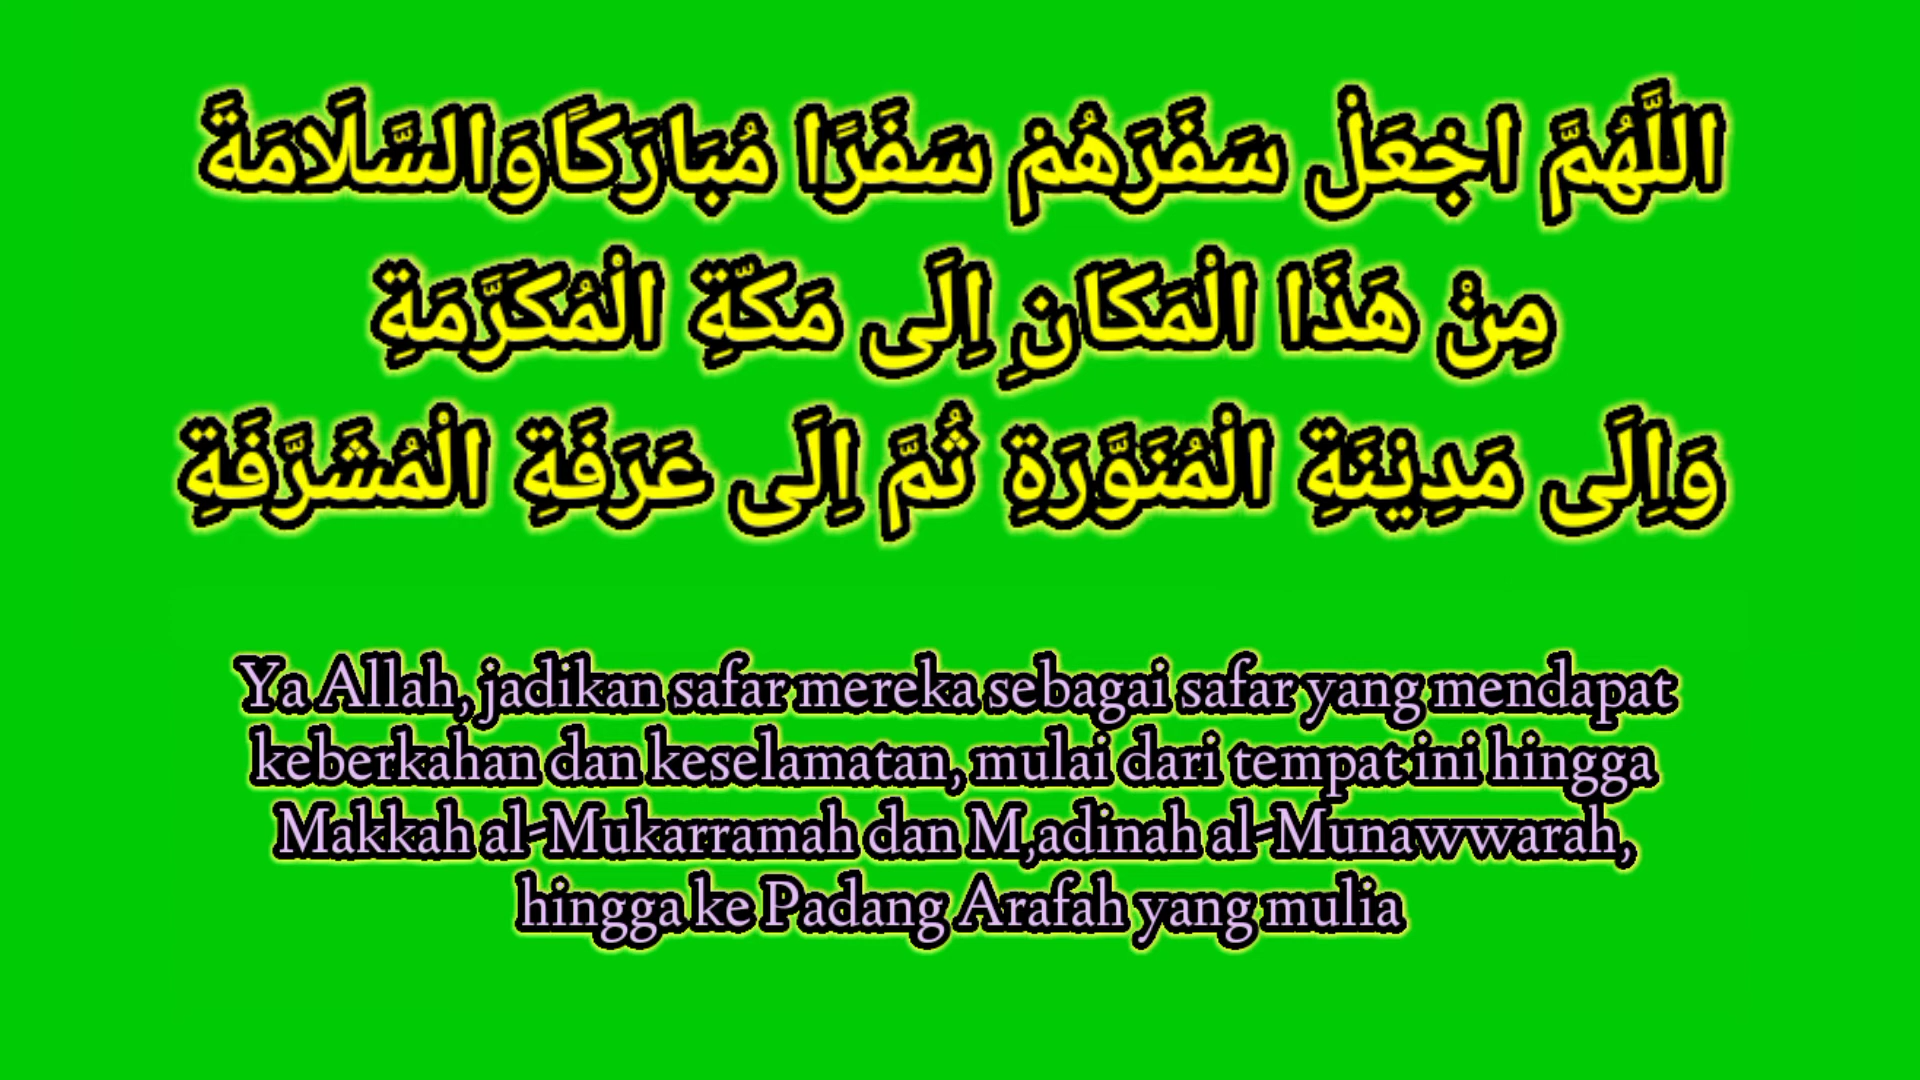 اللَّهُمَّ اجْعَلْ سَفَرَهُمْ سَفَرًا مُبَارَكًاوَالسَّلَامَةَ
مِنْ هَذَا الْمَكَانِ اِلَى مَكَّةِ الْمُكَرَّمَةِ
وَاِلَى مَدِيْنَةِ الْمُنَوَّرَةِ ثُمَّ اِلَى عَرَفَةِ الْمُشَرَّفَةِ
Ya Allah, jadikan safar mereka sebagai safar yang mendapat
keberkahan dan keselamatan, mulai dari tempat ini hingga
Makkah al-Mukarramah dan M,adinah al-Munawwarah,
hingga ke Padang Arafah yang mulia